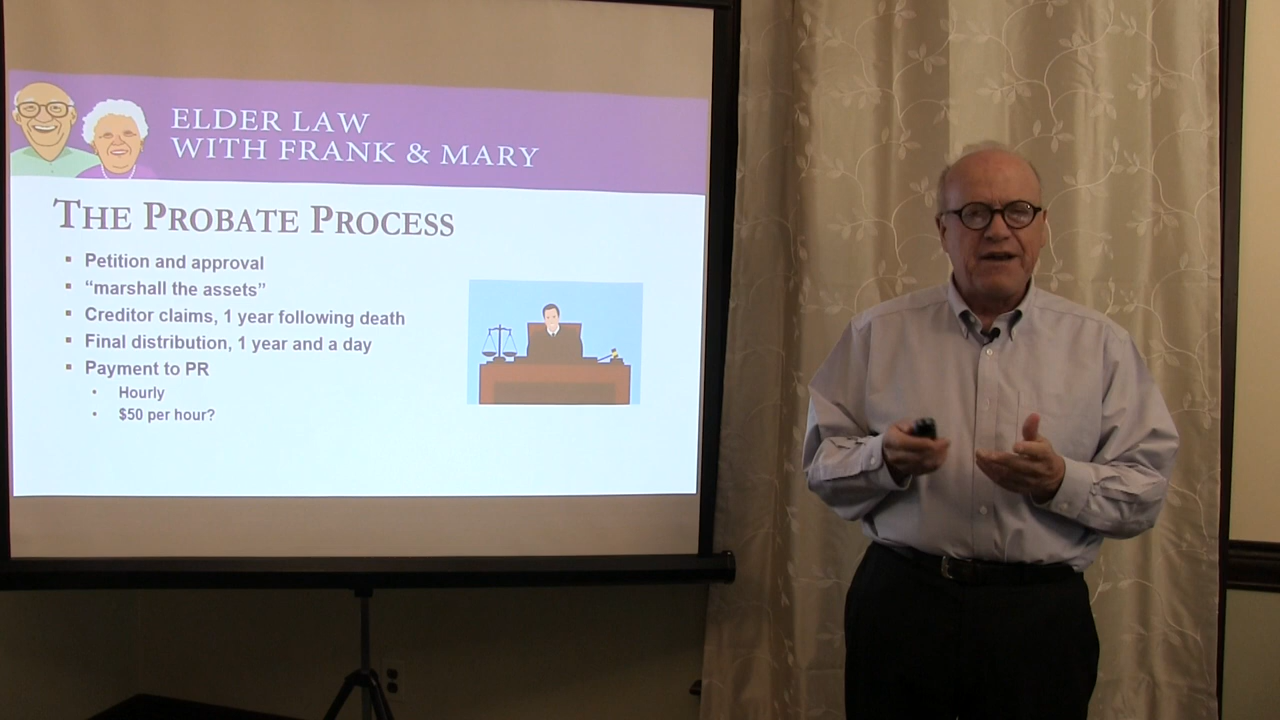 ELDER LAW
WITH FRANK & MARY
THE PROBATE PROCESS
▪ Petition and approval
▪ “marshall the assets”
▪ Creditor claims, 1 year following death
▪ Final distribution, 1 year and a day
▪ Payment to PR
• Hourly
• $50 per hour?